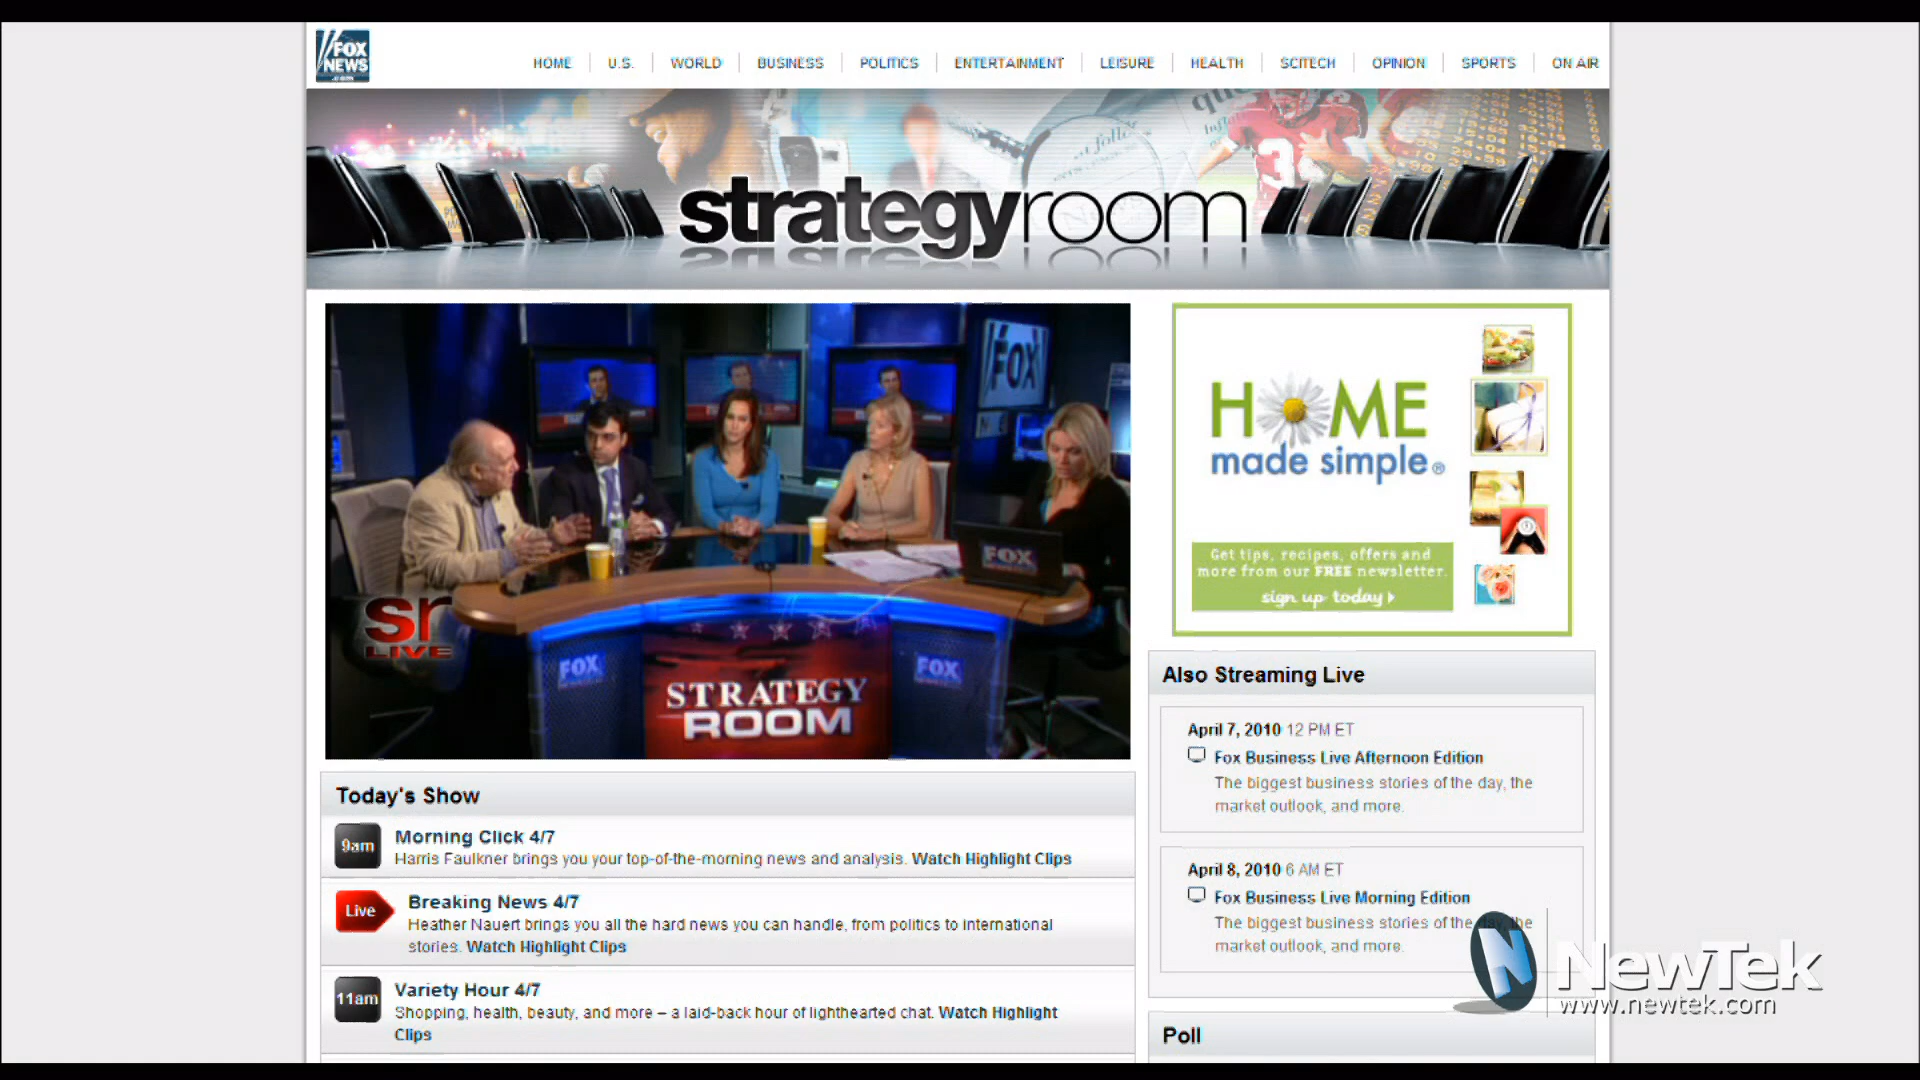 FOX
NEWS
.com
HOME
U.S.
WORLD
BUSINESS
POLITICS
ENTERTAINMENT
LEISURE
HEALTH
SCITECH
OPINION
SPORTS
ON AIR
strategyroom
FOX
sr
LIVE
FOX
FOX
FOX
STRATEGY
ROOM
HOME
made simple®
Get tips, recipes, offers and
more from our FREE newsletter.
sign up today
Today's Show
9am
Morning Click 4/7
Harris Faulkner brings you your top-of-the-morning news and analysis. Watch Highlight Clips
Live
Breaking News 4/7
Heather Nauert brings you all the hard news you can handle, from politics to international
stories. Watch Highlight Clips
11am
Variety Hour 4/7
Shopping, health, beauty, and more – a laid-back hour of lighthearted chat. Watch Highlight
Clips
Also Streaming Live
April 7, 2010 12 PM ET
Fox Business Live Afternoon Edition
The biggest business stories of the day, the
market outlook, and more.
April 8, 2010 6 AM ET
Fox Business Live Morning Edition
The biggest business stories of the day, the
market outlook, and more.
Poll
NewTek
www.newtek.com